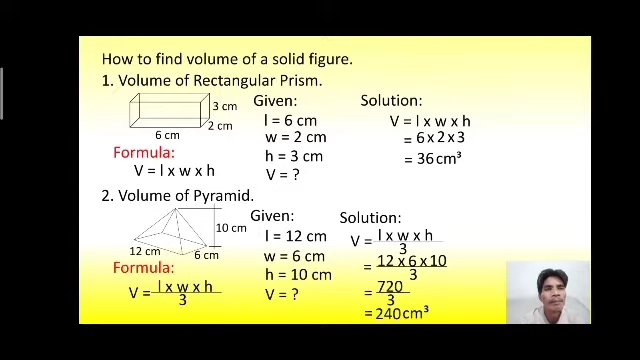 How to find volume of a solid figure.
1. Volume of Rectangular Prism.
3 cm
2 cm
6 cm
Formula:
V = l x w x h
Given:
l = 6 cm
w = 2 cm
h = 3 cm
V = ?
Solution:
V = l x w x h
= 6 x 2 x 3
= 36 cm³
2. Volume of Pyramid.
10 cm
12 cm
6 cm
Formula:
V = l x w x h
3
Given:
l = 12 cm
w = 6 cm
h = 10 cm
V = ?
Solution:
V = l x w x h
3
= 12 x 6 x 10
3
= 720
3
= 240 cm³